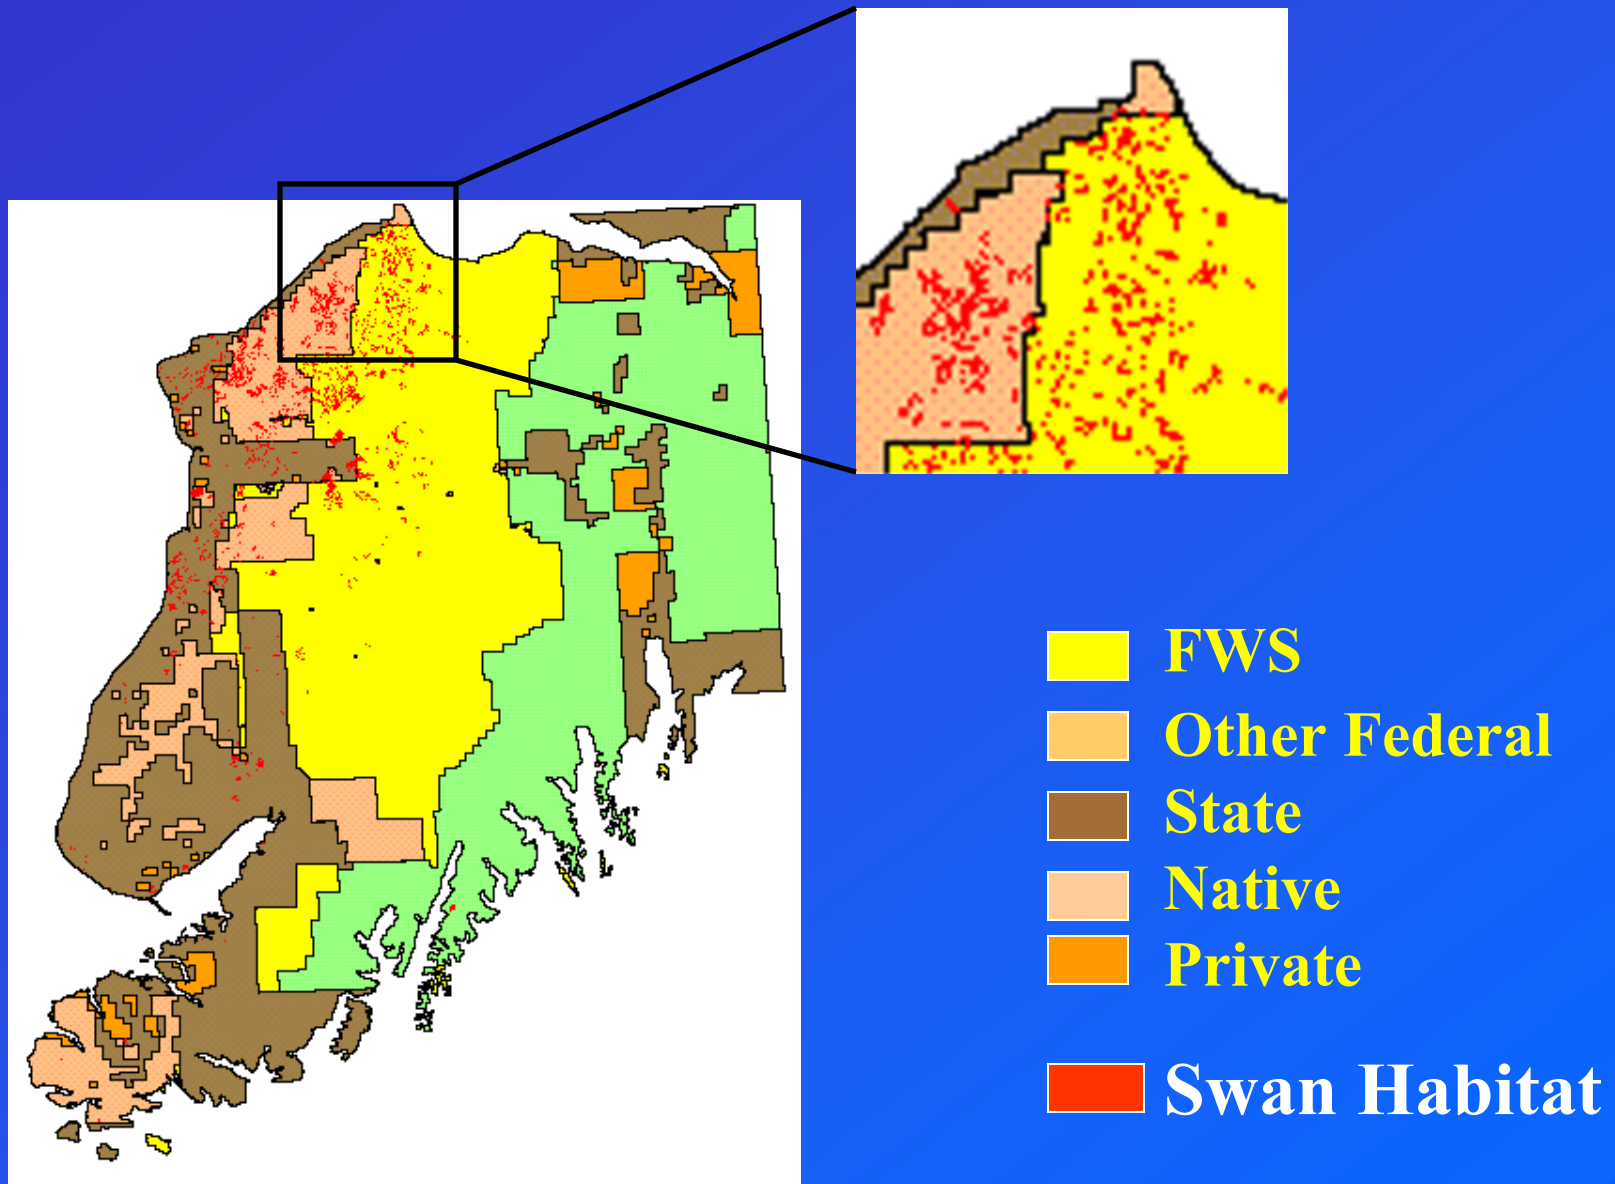 FWS
Other Federal
State
Native
Private
Swan Habitat